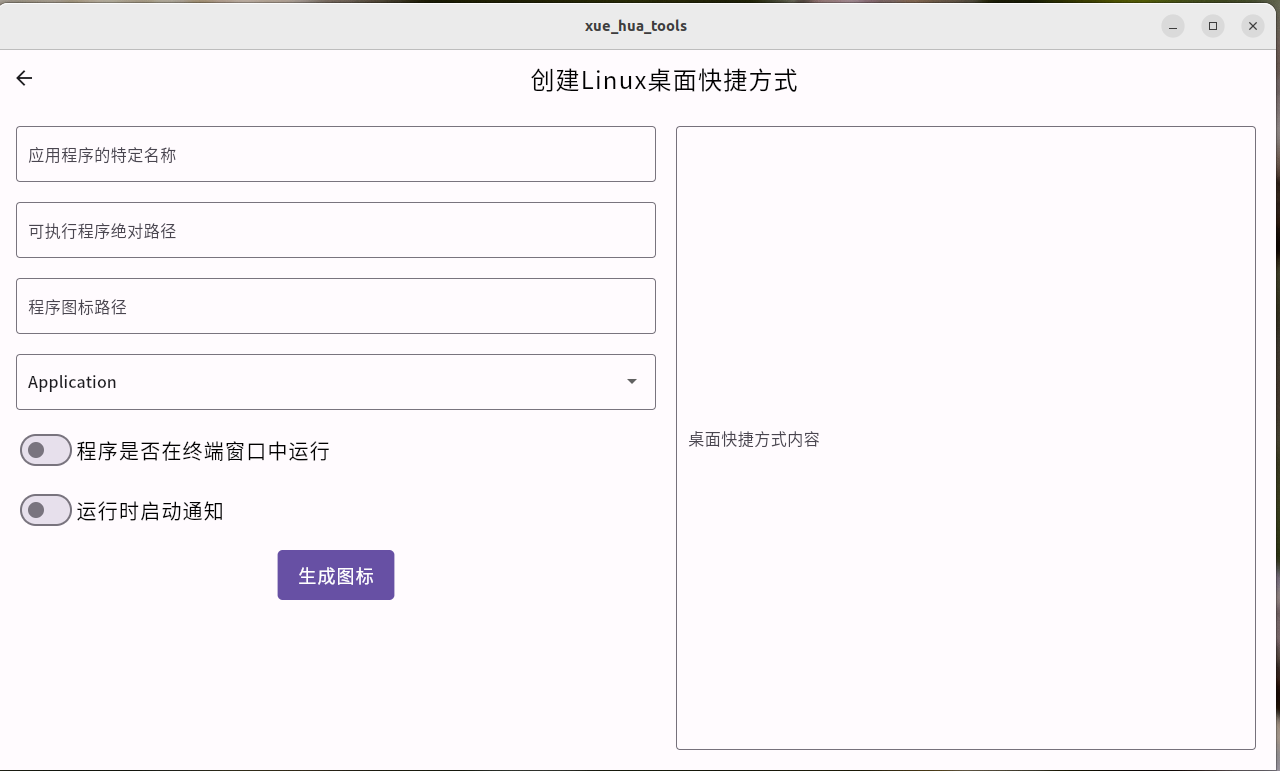 xue_hua_tools
创建Linux桌面快捷方式
应用程序的特定名称
可执行程序绝对路径
程序图标路径
Application
程序是否在终端窗口中运行
运行时启动通知
生成图标
桌面快捷方式内容